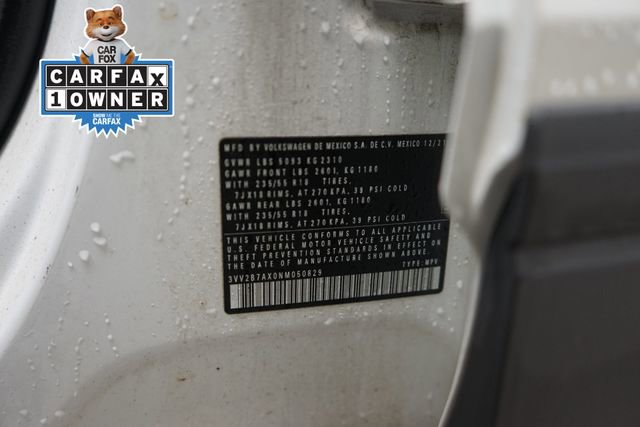 CAR
FOX
CARFAX
1 OWNER
SHOW ME THE
CARFAX
MFD BY VOLKSWAGEN DE MEXICO S.A. DE C.V. MEXICO 12/21
GVWR LBS 5093 KG 2310
GAWR FRONT LBS 2601, KG 1180
WITH 235/55 R18 TIRES,
7JX18 RIMS, AT 270 KPA, 39 PSI COLD
GAWR REAR LBS 2601, KG 1180
WITH 235/55 R18 TIRES,
7JX18 RIMS, AT 270 KPA, 39 PSI COLD
THIS VEHICLE CONFORMS TO ALL APPLICABLE
U.S. FEDERAL MOTOR VEHICLE SAFETY AND
THEFT PREVENTION STANDARDS IN EFFECT ON THE
DATE OF MANUFACTURE SHOWN ABOVE.
3VV2B7AX0NM050829 TYPE: MPV